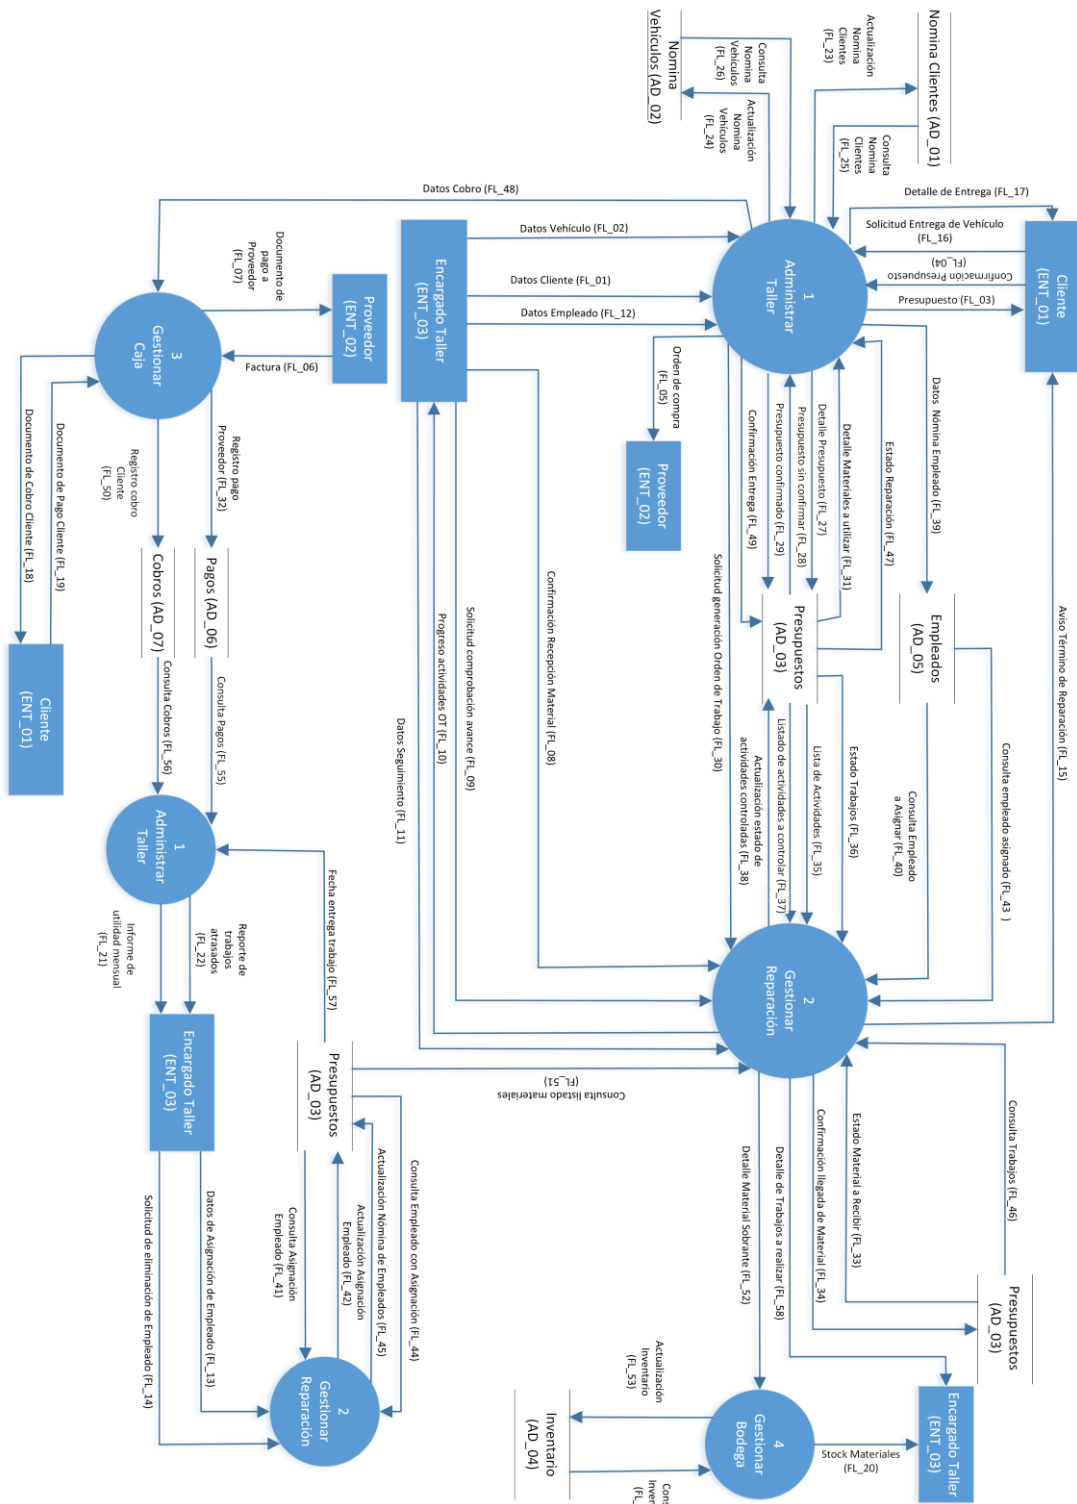 Nomina Clientes (AD_01)
Actualización
Nomina
Clientes
(FL_23)
Consulta
Nomina
Clientes
(FL_25)
Nomina
Vehículos (AD_02)
Consulta
Nomina
Vehículos
(FL_26)
Actualización
Nomina
Vehículos
(FL_24)
Detalle de Entrega (FL_17)
Solicitud Entrega de Vehículo
(FL_16)
Confirmación Presupuesto
(FL_04)
Presupuesto (FL_03)
Cliente
(ENT_01)
1
Administrar
Taller
Datos Cobro (FL_48)
Datos Vehículo (FL_02)
Datos Cliente (FL_01)
Datos Empleado (FL_12)
Encargado Taller
(ENT_03)
Documento de
pago a
Proveedor
(FL_07)
Proveedor
(ENT_02)
Factura (FL_06)
3
Gestionar
Caja
Orden de compra
(FL_05)
Proveedor
(ENT_02)
Datos Nómina Empleado (FL_39)
Estado Reparación (FL_47)
Detalle Materiales a utilizar (FL_31)
Detalle Presupuesto (FL_27)
Presupuesto sin confirmar (FL_28)
Presupuesto confirmado (FL_29)
Confirmación Entrega (FL_49)
Solicitud generación Orden de Trabajo (FL_30)
Aviso Término de Reparación (FL_15)
Registro pago
Proveedor (FL_32)
Registro cobro
Cliente
(FL_50)
Documento de Pago Cliente (FL_19)
Documento de Cobro Cliente (FL_18)
Empleados
(AD_05)
Presupuestos
(AD_03)
Pagos (AD_06)
Cobros (AD_07)
Cliente
(ENT_01)
Confirmación Recepción Material (FL_08)
Solicitud comprobación avance (FL_09)
Progreso actividades OT (FL_10)
Datos Seguimiento (FL_11)
Consulta empleado asignado (FL_43 )
Consulta Empleado
a Asignar (FL_40)
Estado Trabajos (FL_36)
Lista de Actividades (FL_35)
Listado de actividades a controlar (FL_37)
Actualización estado de
actividades controladas (FL_38)
Consulta Pagos (FL_55)
Consulta Cobros (FL_56)
1
Administrar
Taller
2
Gestionar
Reparación
Fecha entrega trabajo (FL_57)
Reporte de
trabajos
atrasados
(FL_22)
Informe de
utilidad mensual
(FL_21)
Encargado Taller
(ENT_03)
Presupuestos
(AD_03)
Consulta listado materiales
(FL_51)
Consulta Trabajos (FL_46)
Estado Material a Recibir (FL_33)
Confirmación llegada de Material (FL_34)
Detalle de Trabajos a realizar (FL_58)
Detalle Material Sobrante (FL_52)
Consulta Empleado con Asignación (FL_44)
Actualización Nómina de Empleados (FL_45)
Actualización Asignación
Empleado (FL_42)
Consulta Asignación
Empleado (FL_41)
Datos de Asignación de Empleado (FL_13)
Solicitud de eliminación de Empleado (FL_14)
Presupuestos
(AD_03)
Encargado Taller
(ENT_03)
2
Gestionar
Reparación
4
Gestionar
Bodega
Stock Materiales
(FL_20)
Actualización
Inventario
(FL_53)
Inventario
(AD_04)